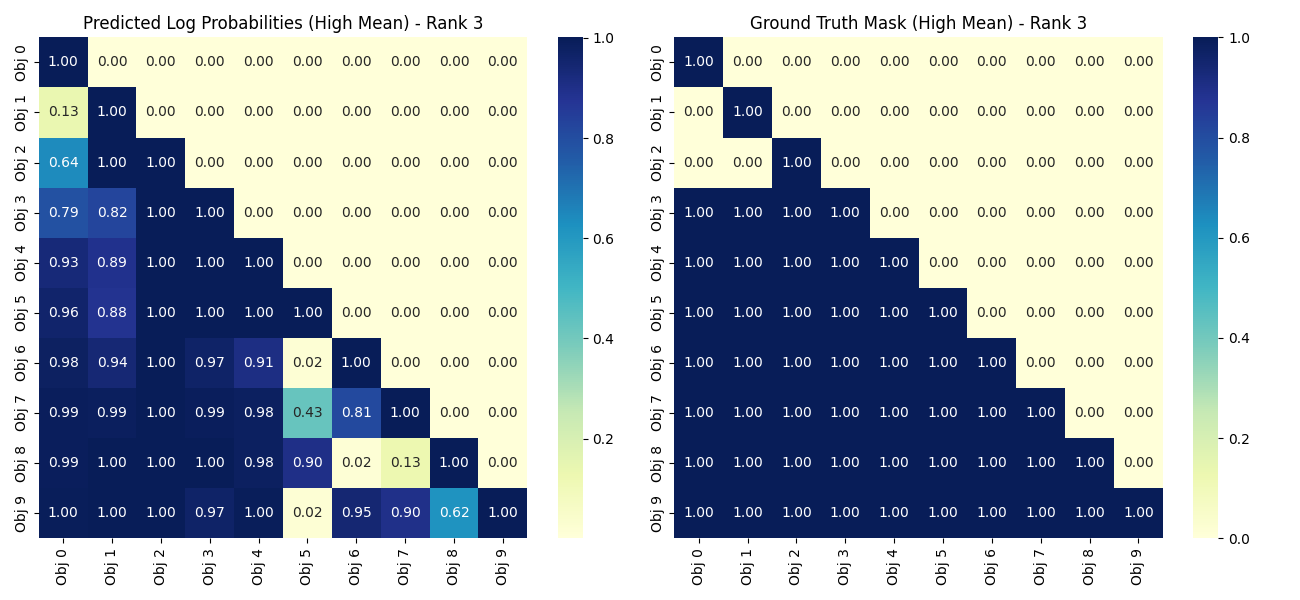 Predicted Log Probabilities (High Mean) - Rank 3
Obj 0 1.00 0.00 0.00 0.00 0.00 0.00 0.00 0.00 0.00 0.00
Obj 1 0.13 1.00 0.00 0.00 0.00 0.00 0.00 0.00 0.00 0.00
Obj 2 0.64 1.00 1.00 0.00 0.00 0.00 0.00 0.00 0.00 0.00
Obj 3 0.79 0.82 1.00 1.00 0.00 0.00 0.00 0.00 0.00 0.00
Obj 4 0.93 0.89 1.00 1.00 1.00 0.00 0.00 0.00 0.00 0.00
Obj 5 0.96 0.88 1.00 1.00 1.00 1.00 0.00 0.00 0.00 0.00
Obj 6 0.98 0.94 1.00 0.97 0.91 0.02 1.00 0.00 0.00 0.00
Obj 7 0.99 0.99 1.00 0.99 0.98 0.43 0.81 1.00 0.00 0.00
Obj 8 0.99 1.00 1.00 1.00 0.98 0.90 0.02 0.13 1.00 0.00
Obj 9 1.00 1.00 1.00 0.97 1.00 0.02 0.95 0.90 0.62 1.00
Obj 0 Obj 1 Obj 2 Obj 3 Obj 4 Obj 5 Obj 6 Obj 7 Obj 8 Obj 9
1.0
0.8
0.6
0.4
0.2
Ground Truth Mask (High Mean) - Rank 3
Obj 0 1.00 0.00 0.00 0.00 0.00 0.00 0.00 0.00 0.00 0.00
Obj 1 0.00 1.00 0.00 0.00 0.00 0.00 0.00 0.00 0.00 0.00
Obj 2 0.00 0.00 1.00 0.00 0.00 0.00 0.00 0.00 0.00 0.00
Obj 3 1.00 1.00 1.00 1.00 0.00 0.00 0.00 0.00 0.00 0.00
Obj 4 1.00 1.00 1.00 1.00 1.00 0.00 0.00 0.00 0.00 0.00
Obj 5 1.00 1.00 1.00 1.00 1.00 1.00 0.00 0.00 0.00 0.00
Obj 6 1.00 1.00 1.00 1.00 1.00 1.00 1.00 0.00 0.00 0.00
Obj 7 1.00 1.00 1.00 1.00 1.00 1.00 1.00 1.00 0.00 0.00
Obj 8 1.00 1.00 1.00 1.00 1.00 1.00 1.00 1.00 1.00 0.00
Obj 9 1.00 1.00 1.00 1.00 1.00 1.00 1.00 1.00 1.00 1.00
Obj 0 Obj 1 Obj 2 Obj 3 Obj 4 Obj 5 Obj 6 Obj 7 Obj 8 Obj 9
1.0
0.8
0.6
0.4
0.2
0.0